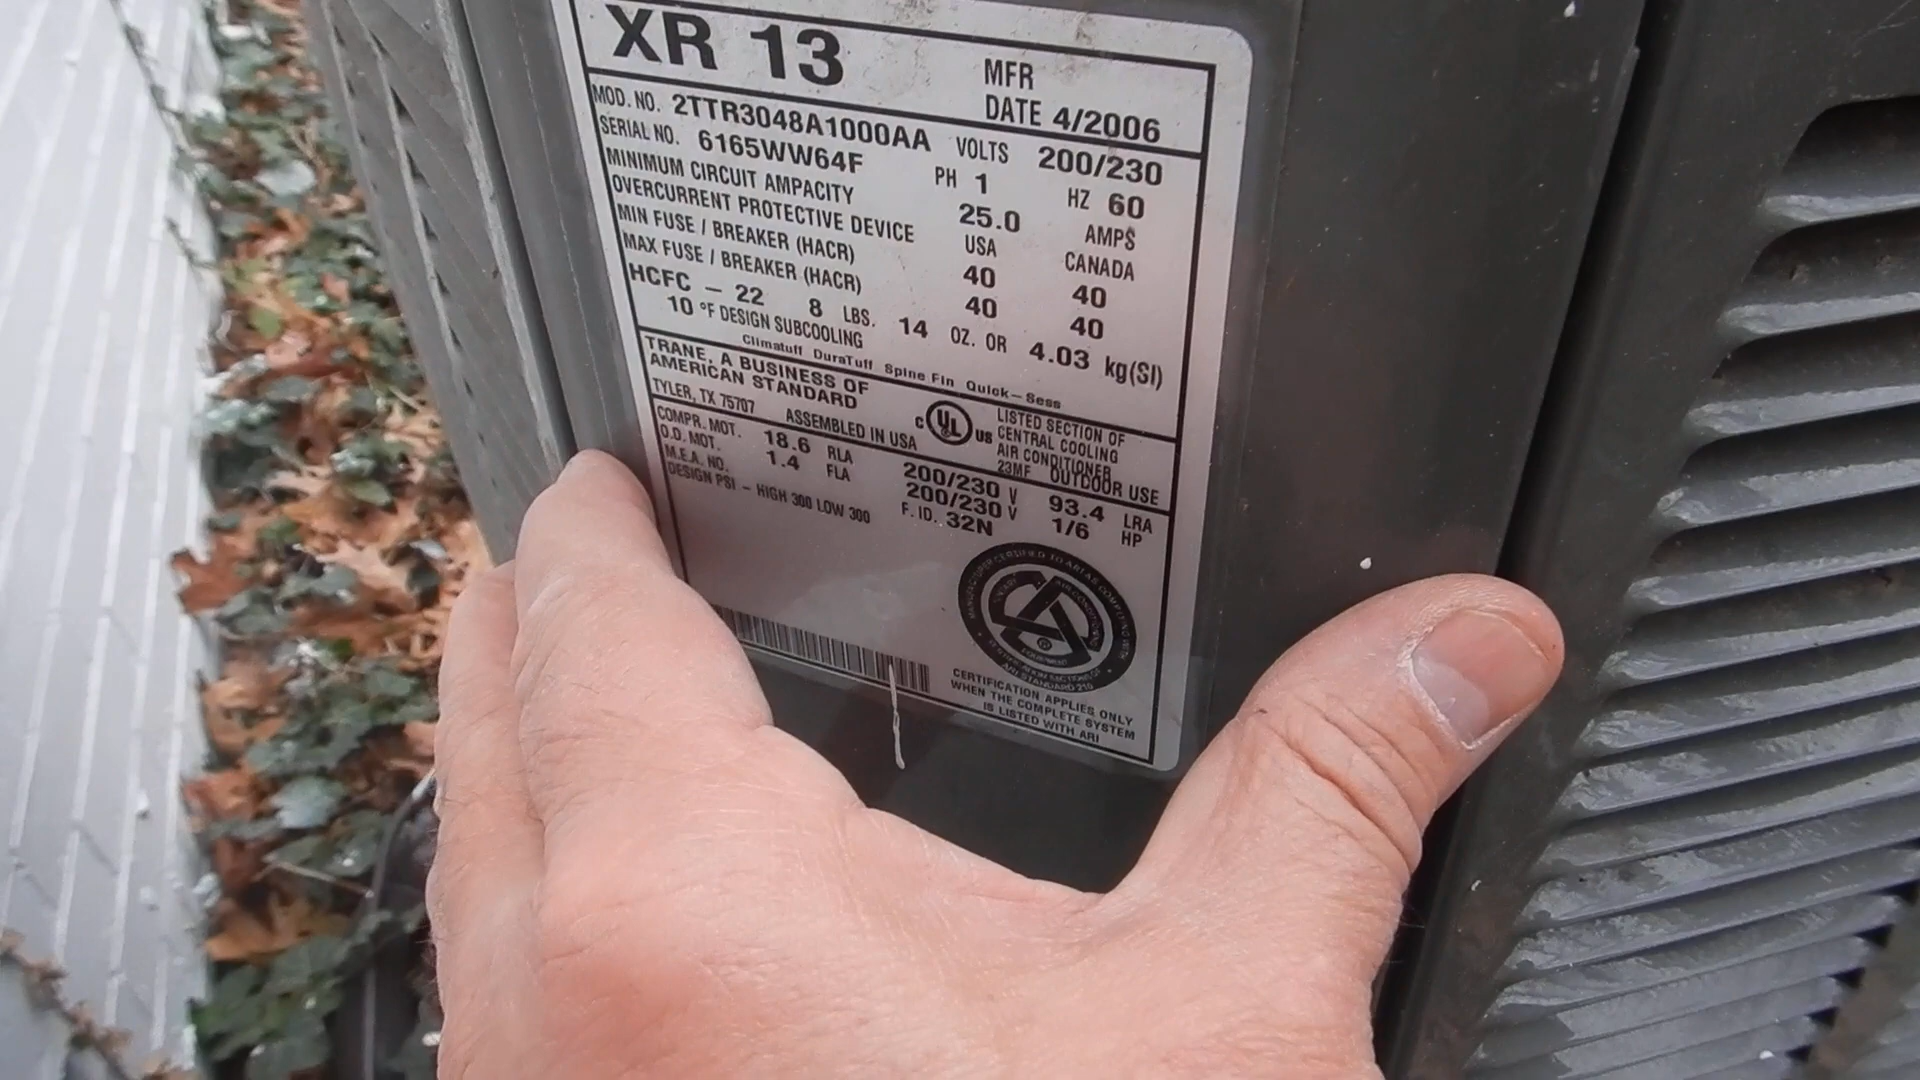 XR 13
MFR
DATE 4/2006
MOD. NO. 2TTR3048A1000AA VOLTS 200/230
SERIAL NO. 6165WW64F PH 1 HZ 60
MINIMUM CIRCUIT AMPACITY 25.0 AMPS
OVERCURRENT PROTECTIVE DEVICE USA CANADA
MIN FUSE / BREAKER (HACR) 40 40
MAX FUSE / BREAKER (HACR) 40 40
HCFC - 22 8 LBS. 14 OZ. OR 4.03 kg(SI)
10 °F DESIGN SUBCOOLING
Climatuff DuraTuff Spine Fin Quick-Sess
TRANE, A BUSINESS OF
AMERICAN STANDARD
TYLER, TX 75707 ASSEMBLED IN USA
C UL US
LISTED SECTION OF
CENTRAL COOLING
AIR CONDITIONER
23MF OUTDOOR USE
COMPR. MOT. 18.6 RLA 200/230 V 93.4 LRA
O.D. MOT. 1.4 FLA 200/230 V 1/6 HP
M.E.A. NO. F. ID. 32N
DESIGN PSI - HIGH 300 LOW 300
CERTIFICATION APPLIES ONLY
WHEN THE COMPLETE SYSTEM
IS LISTED WITH ARI